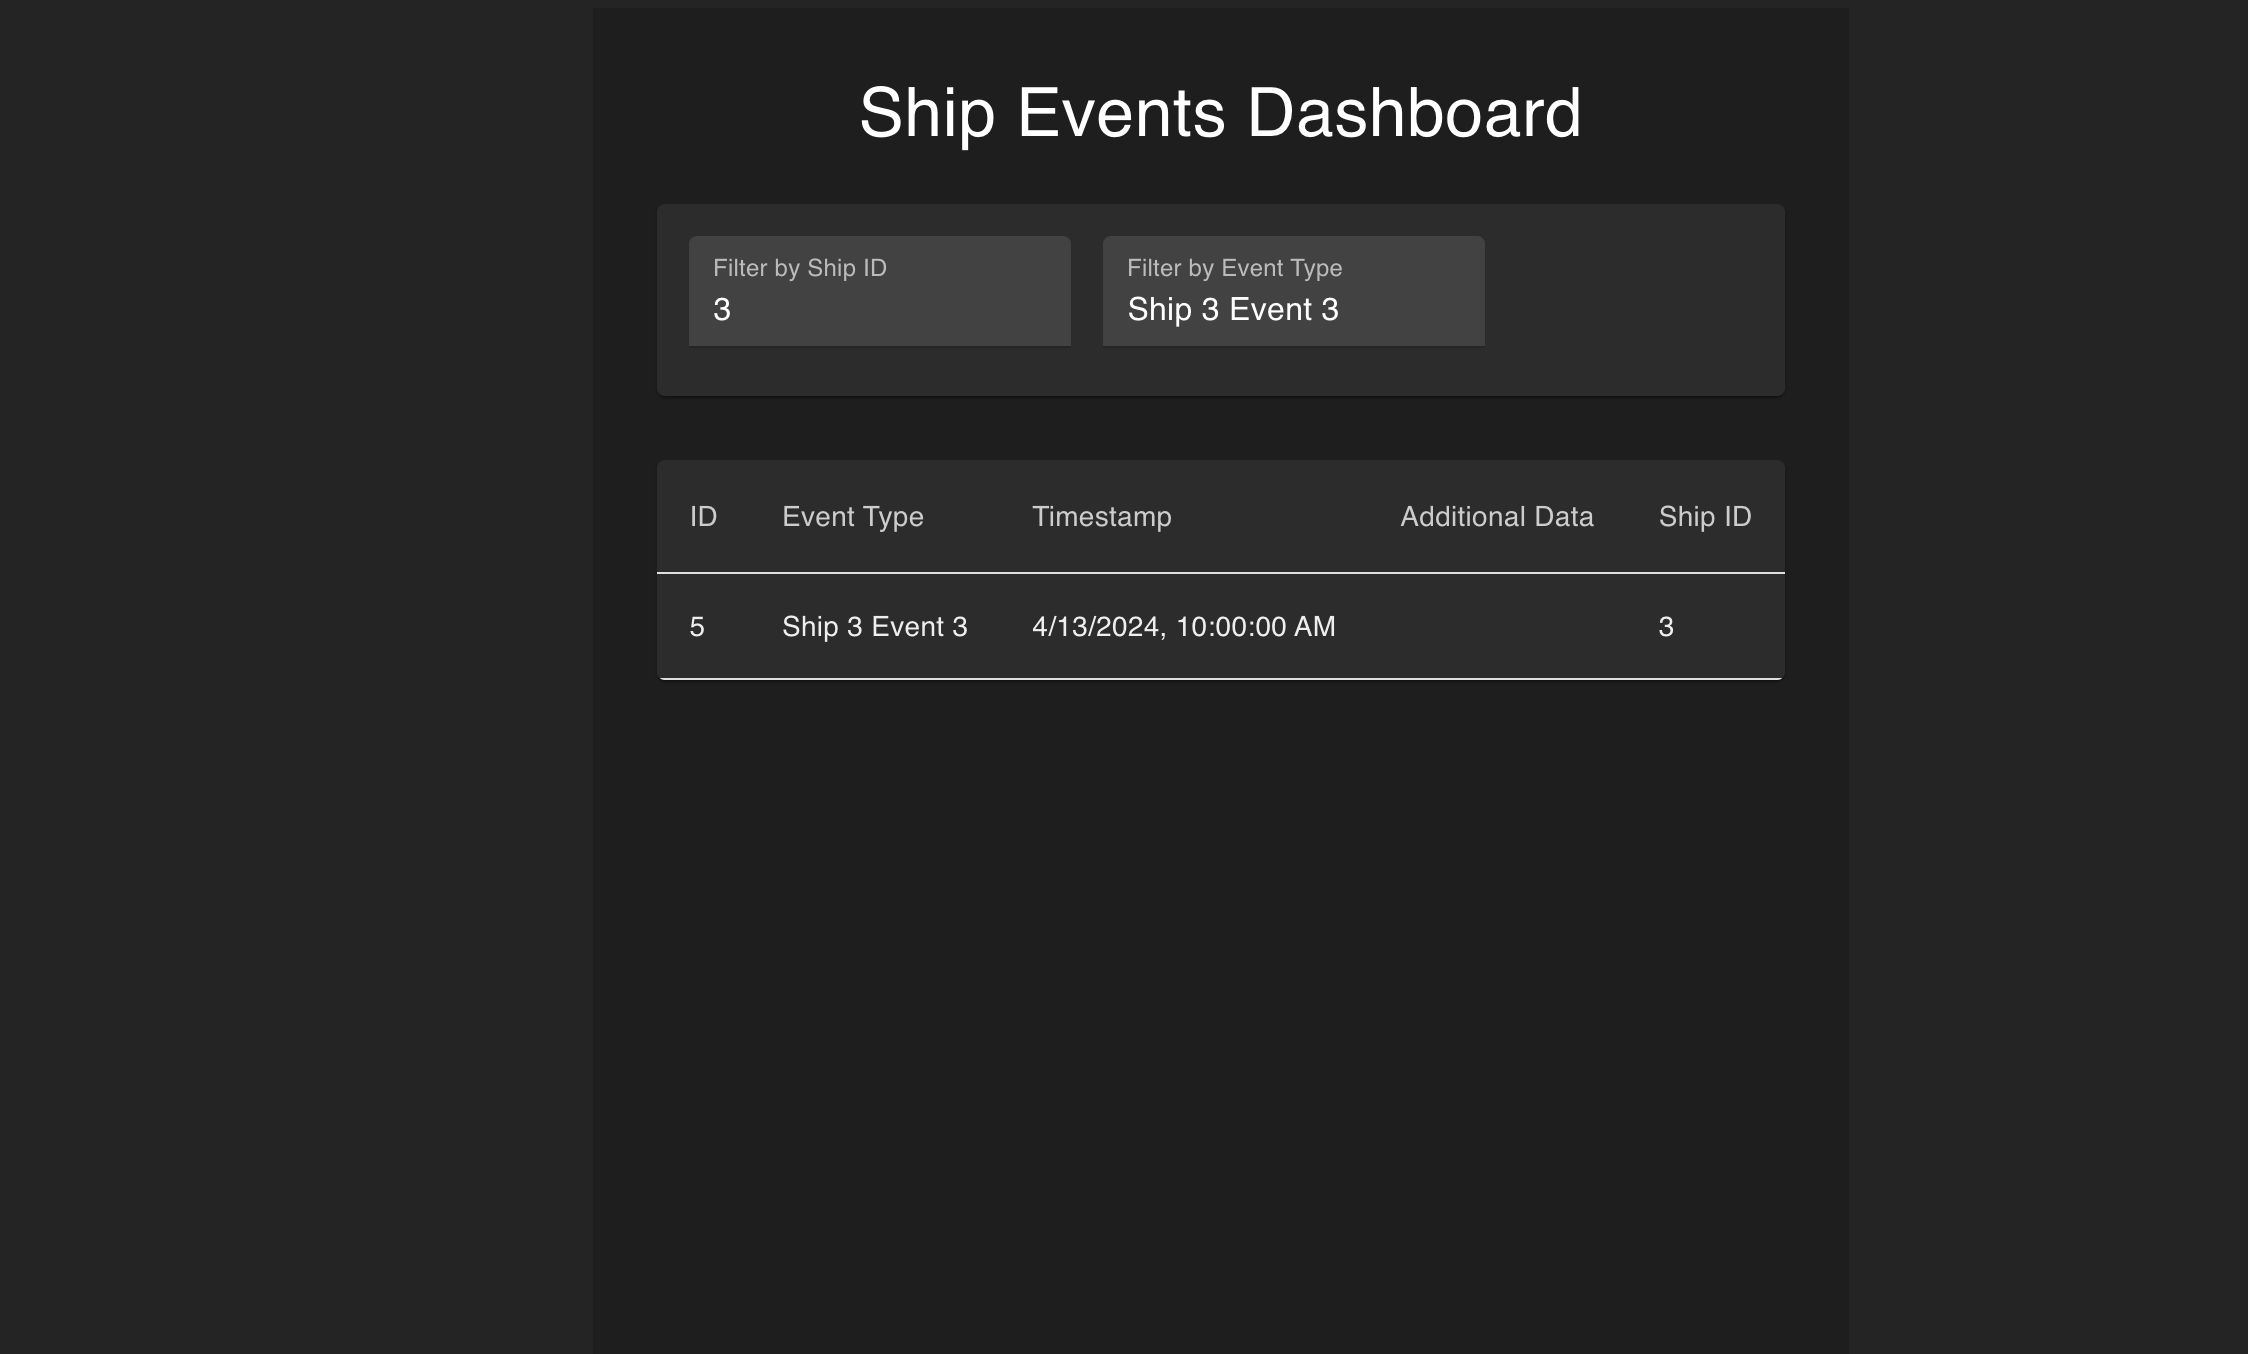 Ship Events Dashboard
Filter by Ship ID
3
Filter by Event Type
Ship 3 Event 3
ID Event Type Timestamp Additional Data Ship ID
5 Ship 3 Event 3 4/13/2024, 10:00:00 AM 3